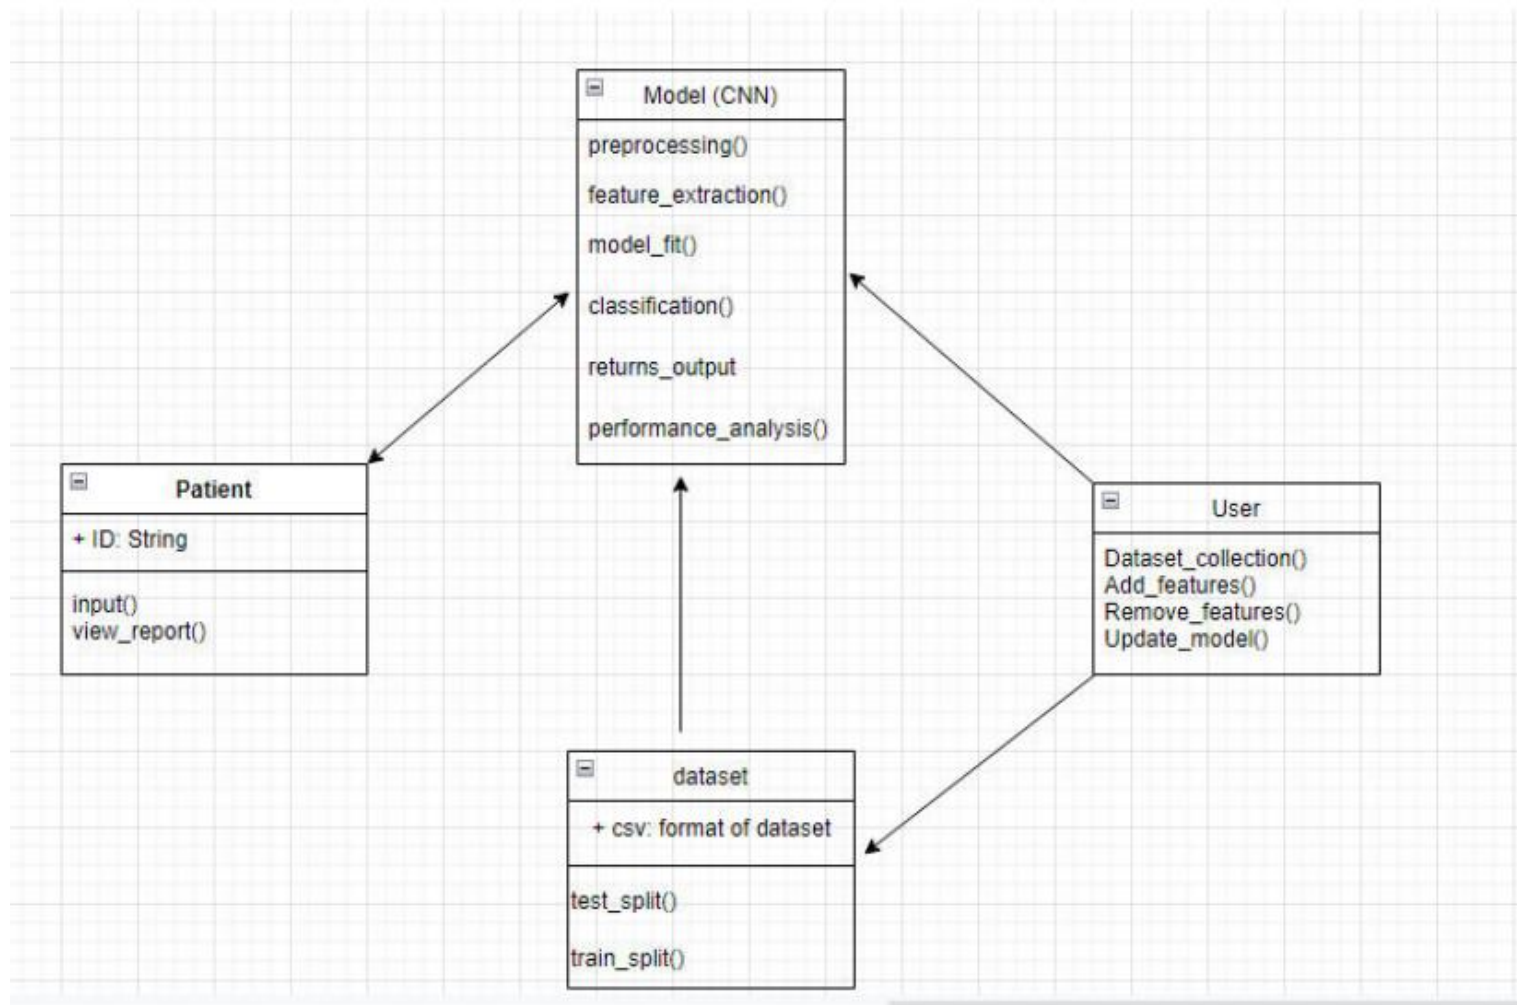 Model (CNN)
preprocessing()
feature_extraction()
model_fit()
classification()
returns_output
performance_analysis()
Patient
+ ID: String
input()
view_report()
User
Dataset_collection()
Add_features()
Remove_features()
Update_model()
dataset
+ csv: format of dataset
test_split()
train_split()